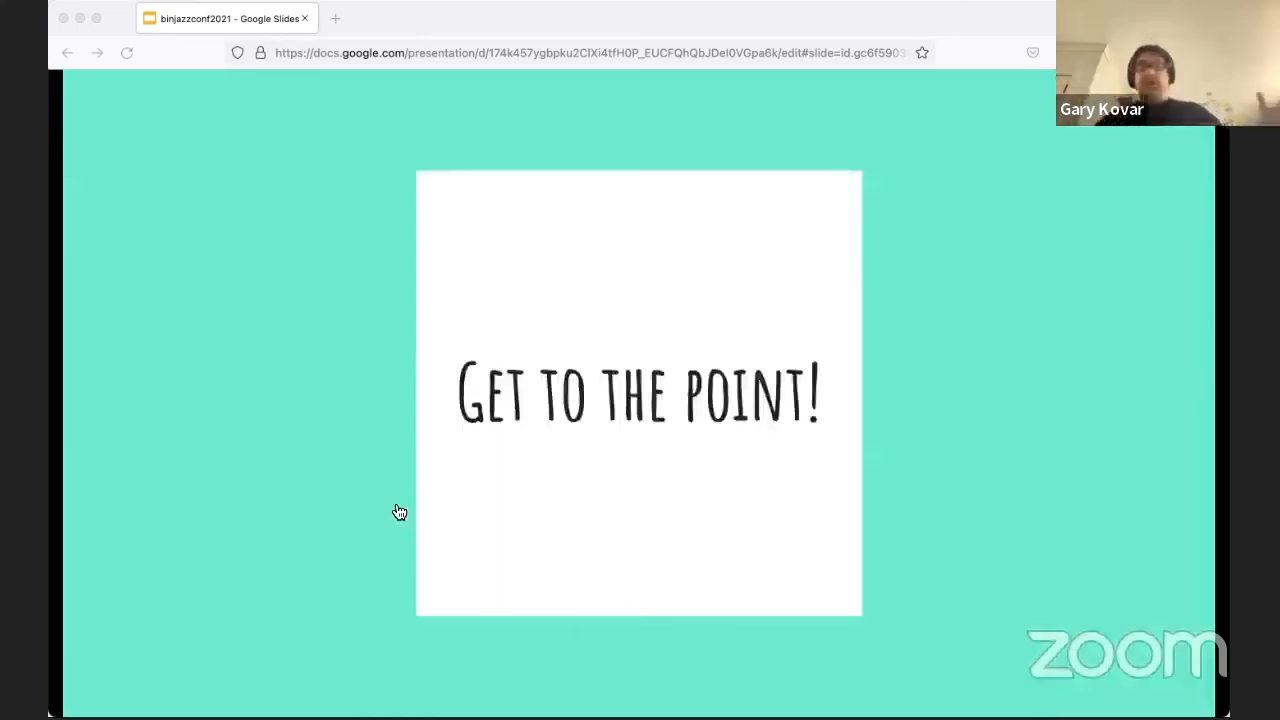 binjazzconf2021 - Google Slides
https://docs.google.com/presentation/d/174k457ygbpku2ClXi4tfH0P_EUCFQhQbJDeI0VGpa6k/edit#slide=id.gc6f5903
Gary Kovar
Get to the point!
zoom